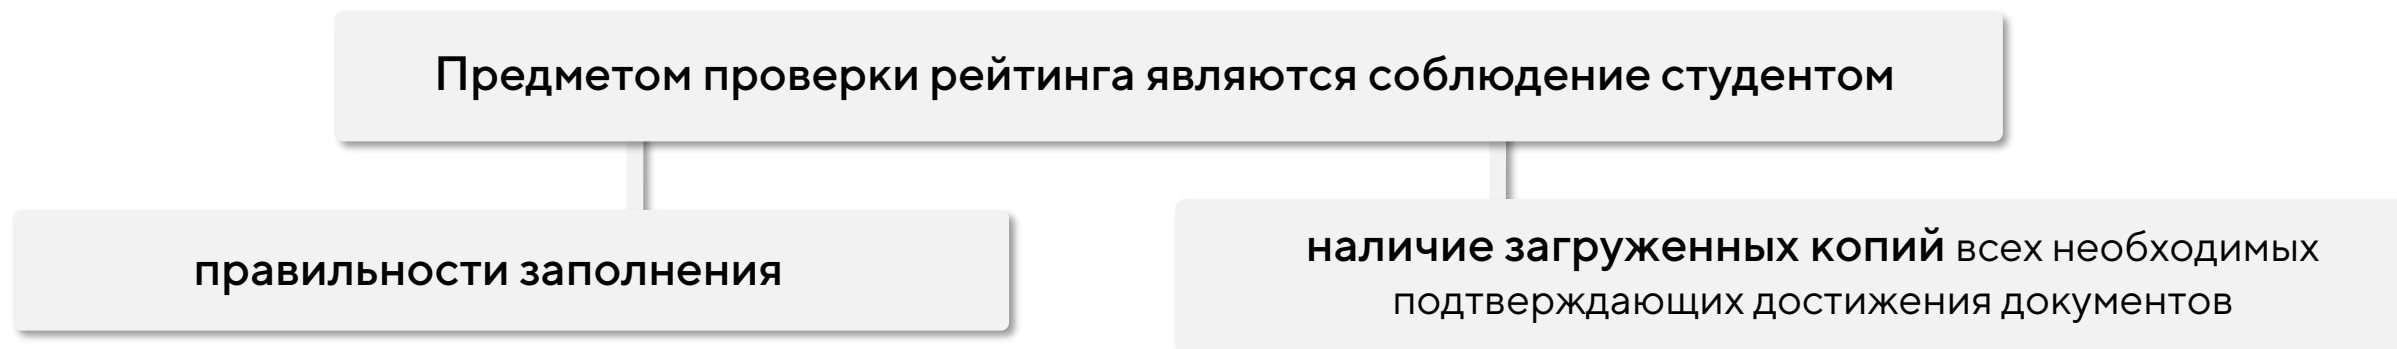 Предметом проверки рейтинга являются соблюдение студентом
правильности заполнения
наличие загруженных копий всех необходимых
подтверждающих достижения документов